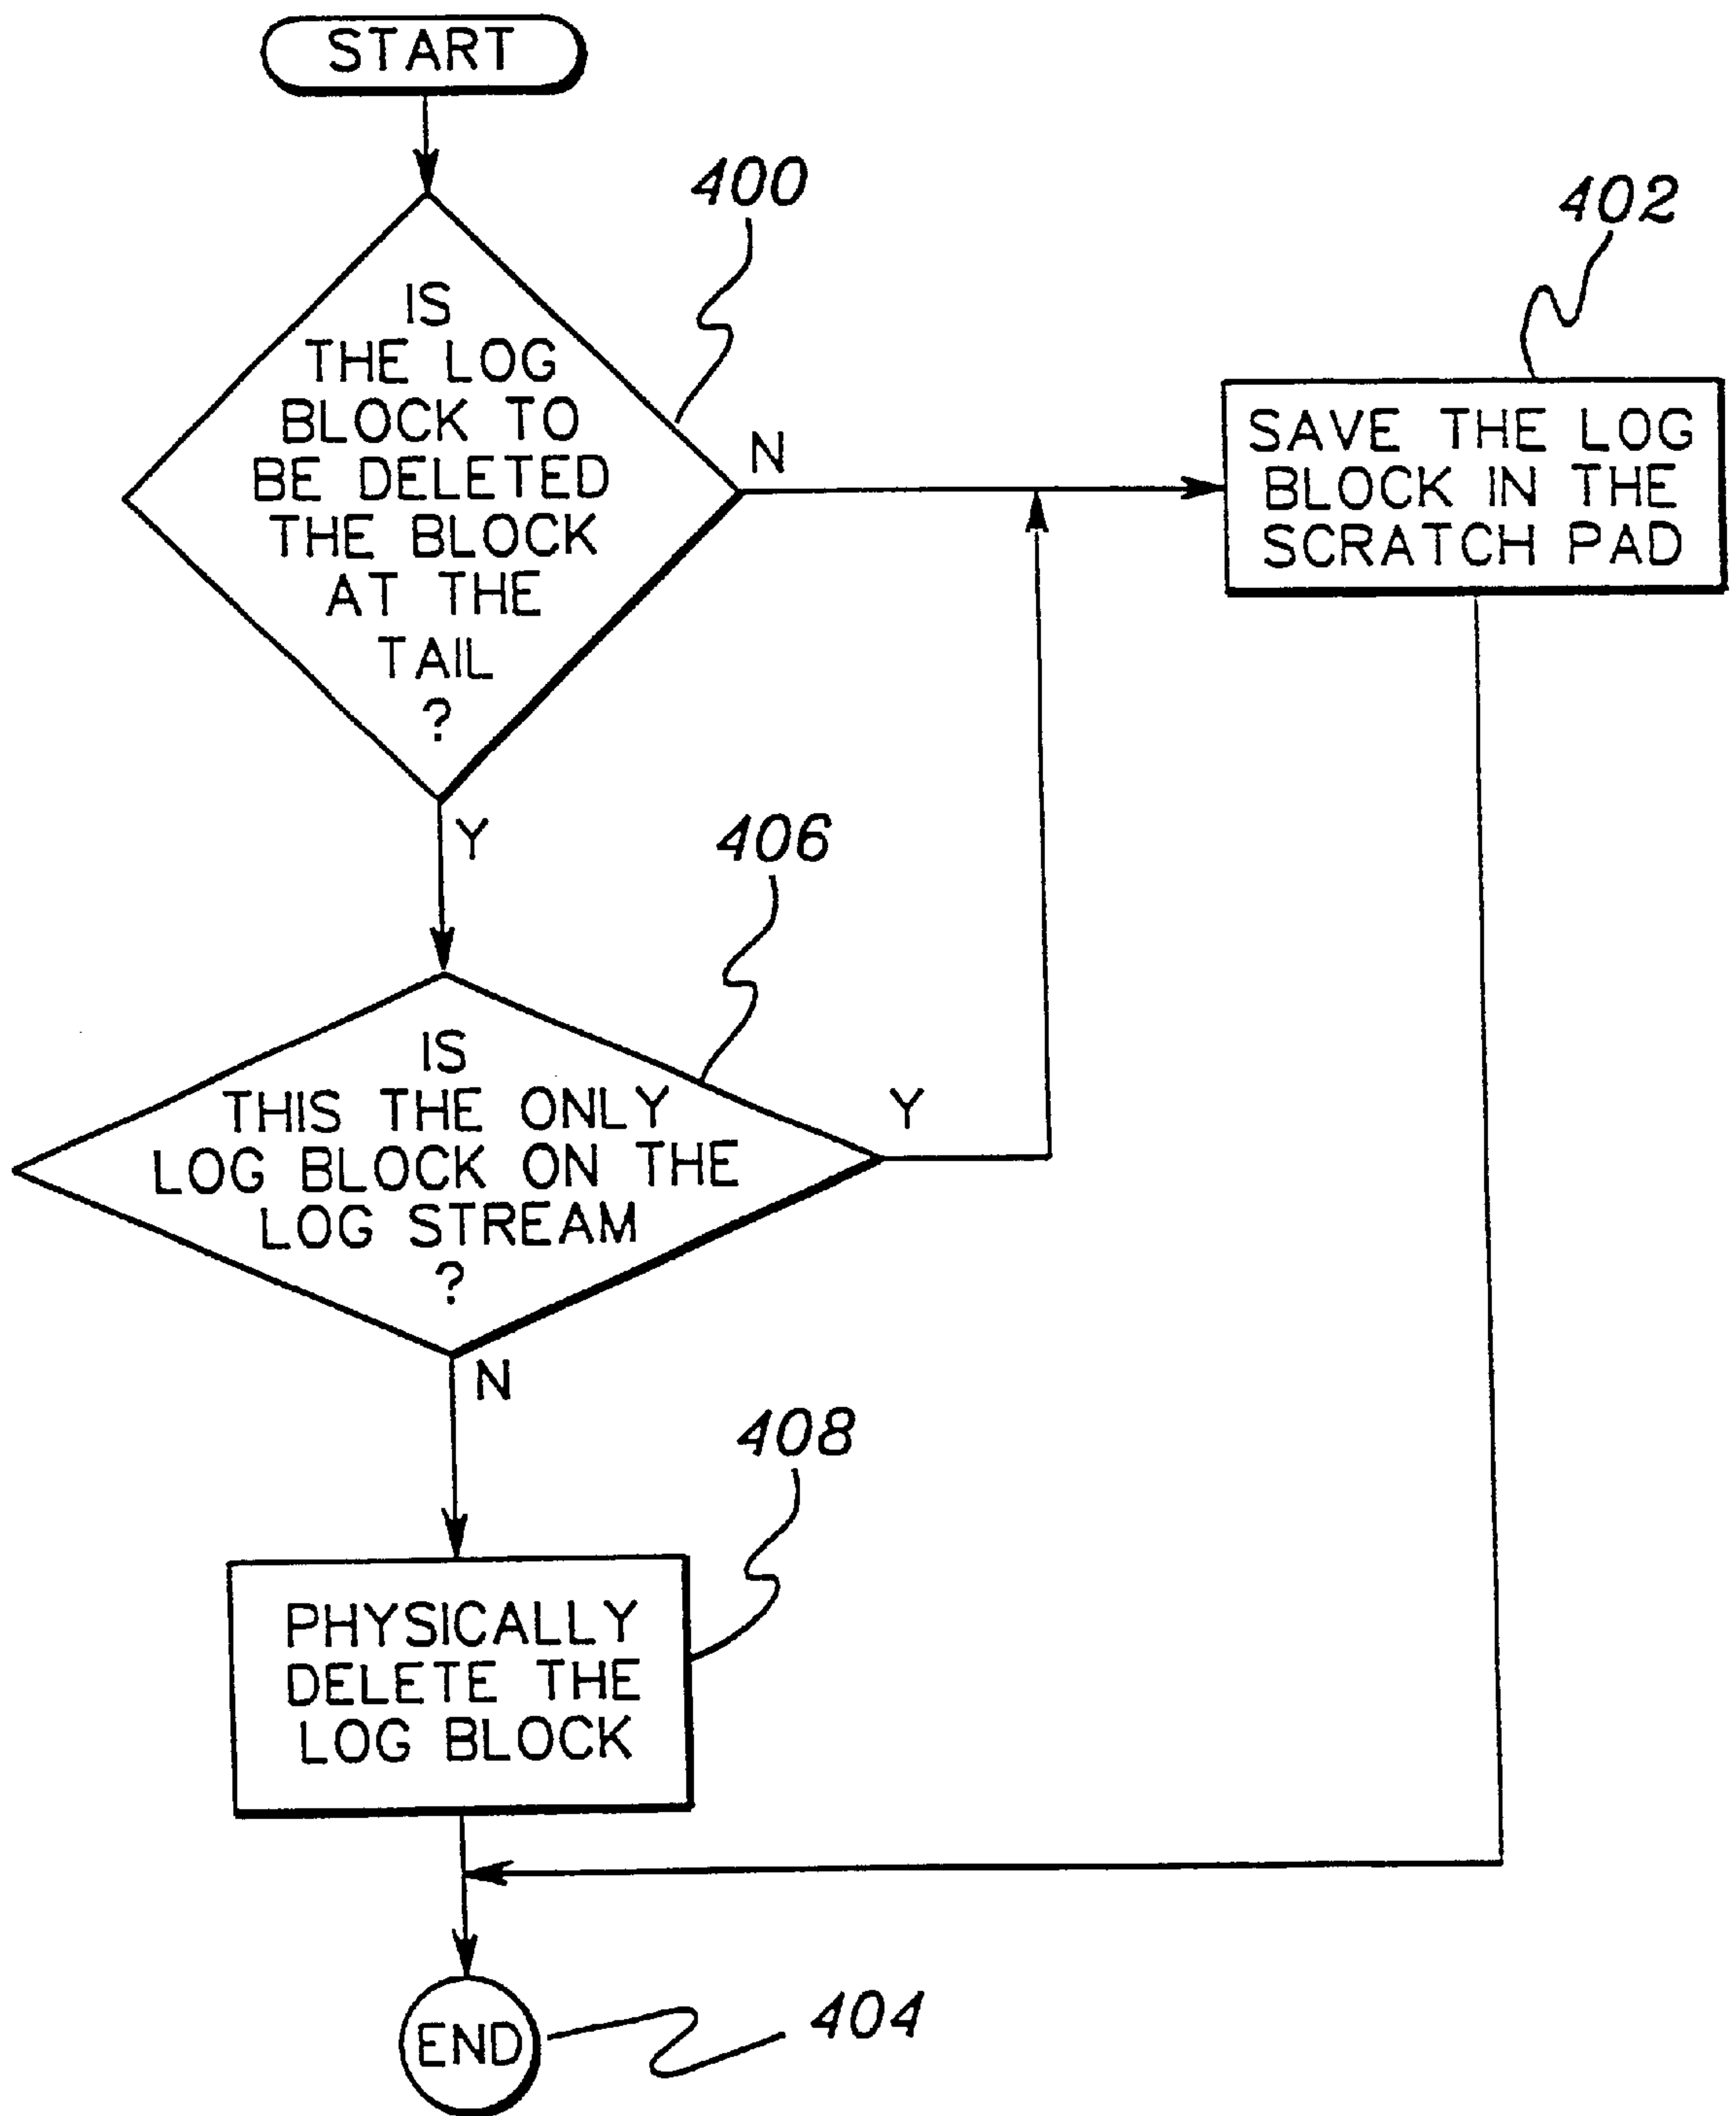 START
400
IS
THE LOG
BLOCK TO
BE DELETED
THE BLOCK
AT THE
TAIL
?
N
Y
402
SAVE THE LOG
BLOCK IN THE
SCRATCH PAD
406
IS
THIS THE ONLY
LOG BLOCK ON THE
LOG STREAM
?
Y
N
408
PHYSICALLY
DELETE THE
LOG BLOCK
END
404